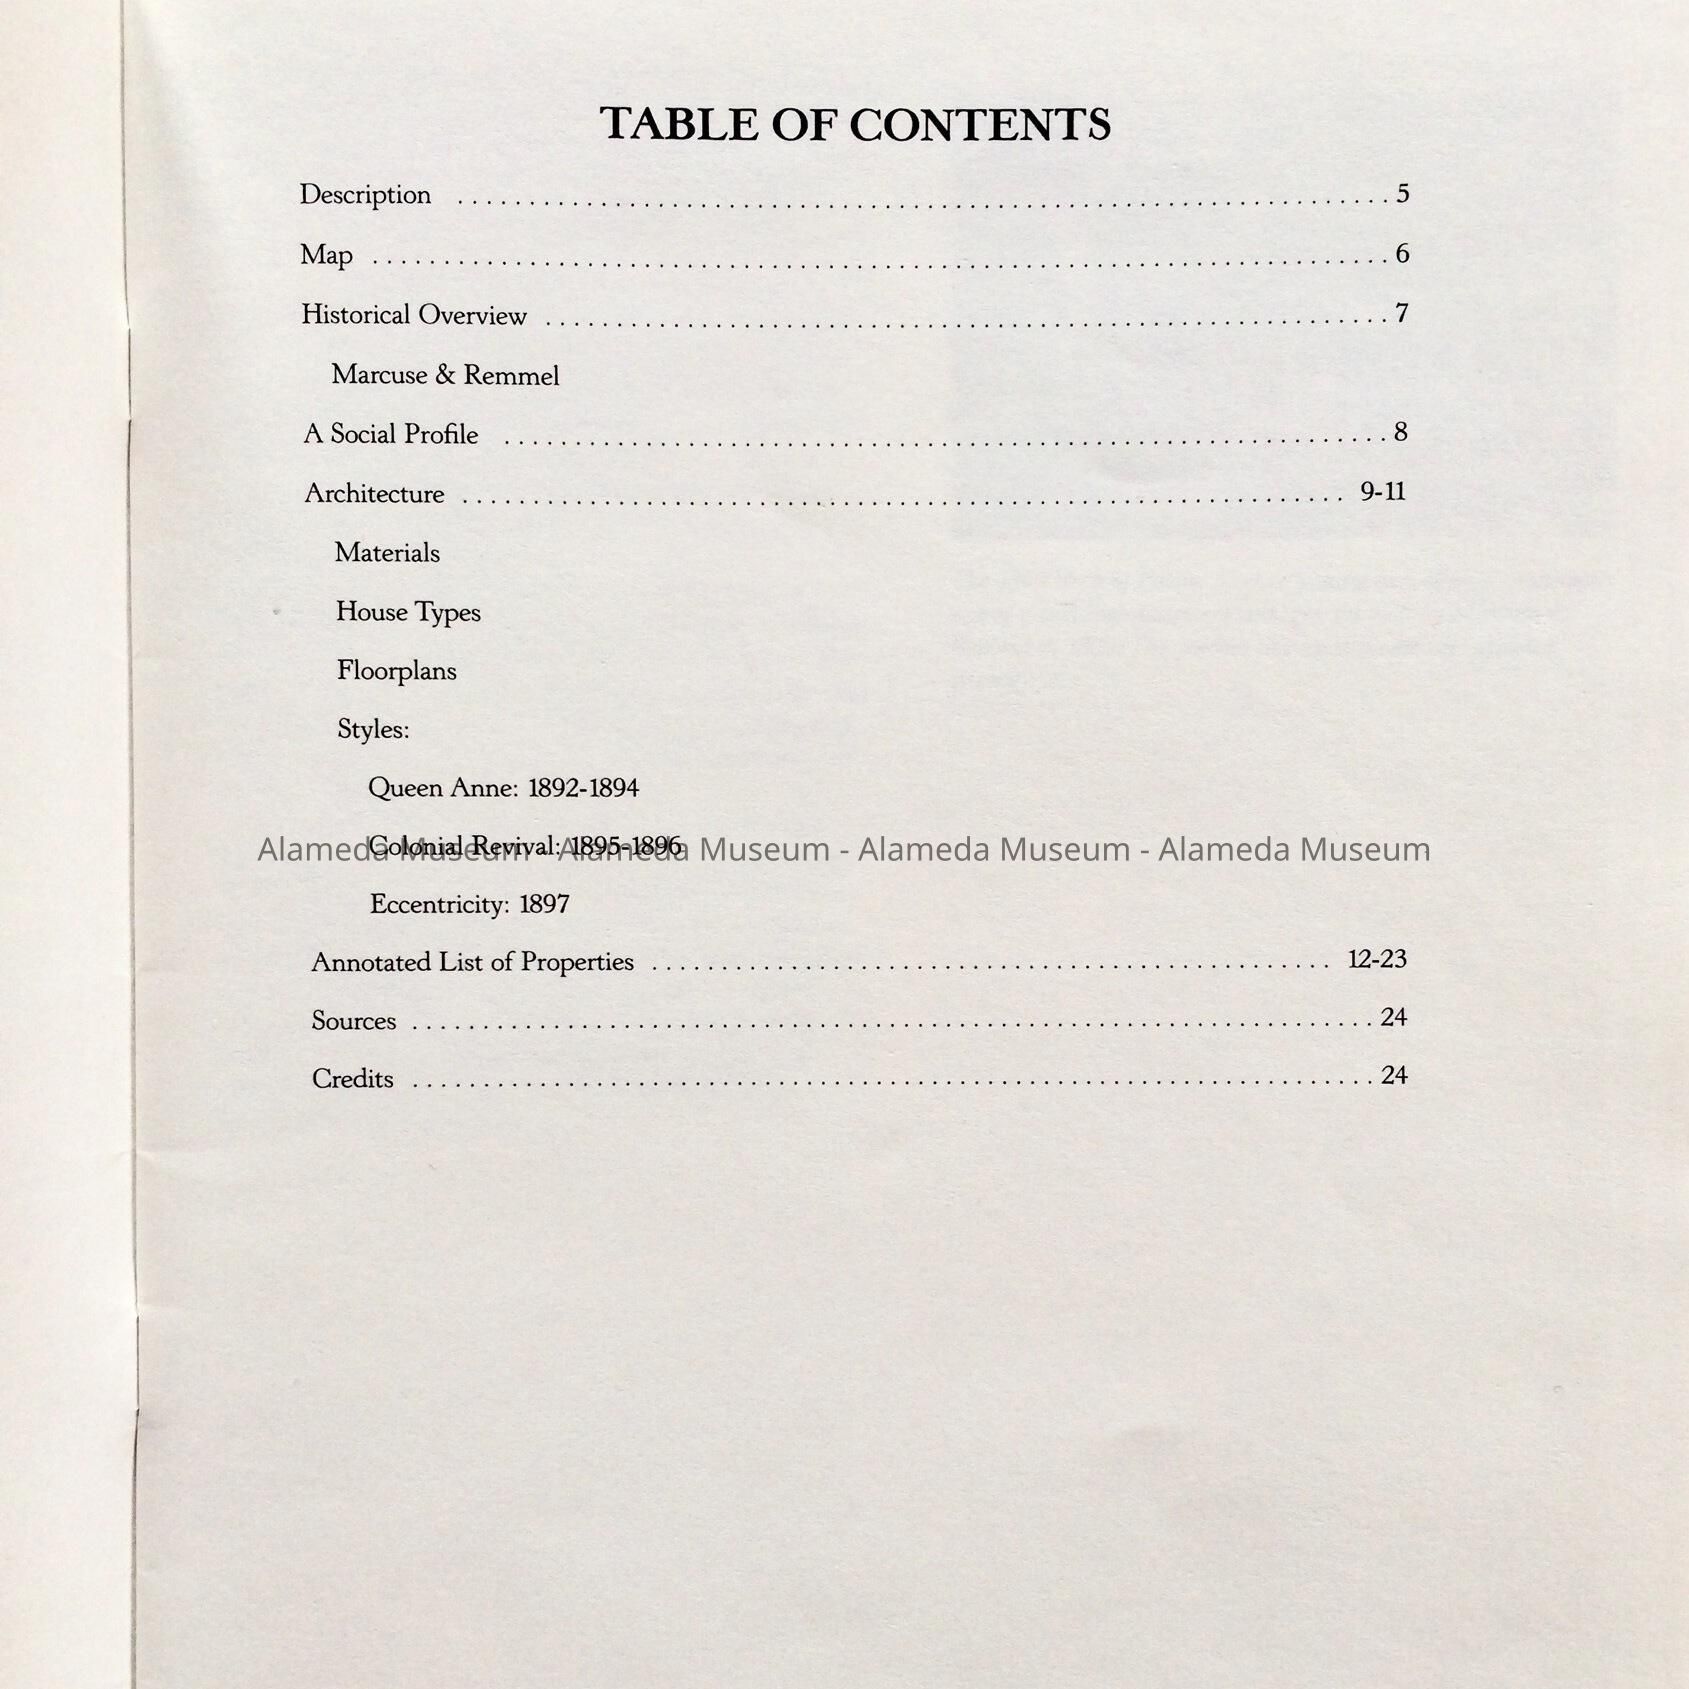 TABLE OF CONTENTS
Description ........................................................ 5
Map ........................................................ 6
Historical Overview ........................................................ 7
Marcuse & Remmel
A Social Profile ........................................................ 8
Architecture ........................................................ 9-11
Materials
House Types
Floorplans
Styles:
Queen Anne: 1892-1894
Colonial Revival: 1895-1896
Alameda Museum - Alameda Museum - Alameda Museum - Alameda Museum
Eccentricity: 1897
Annotated List of Properties ........................................................ 12-23
Sources ........................................................ 24
Credits ........................................................ 24